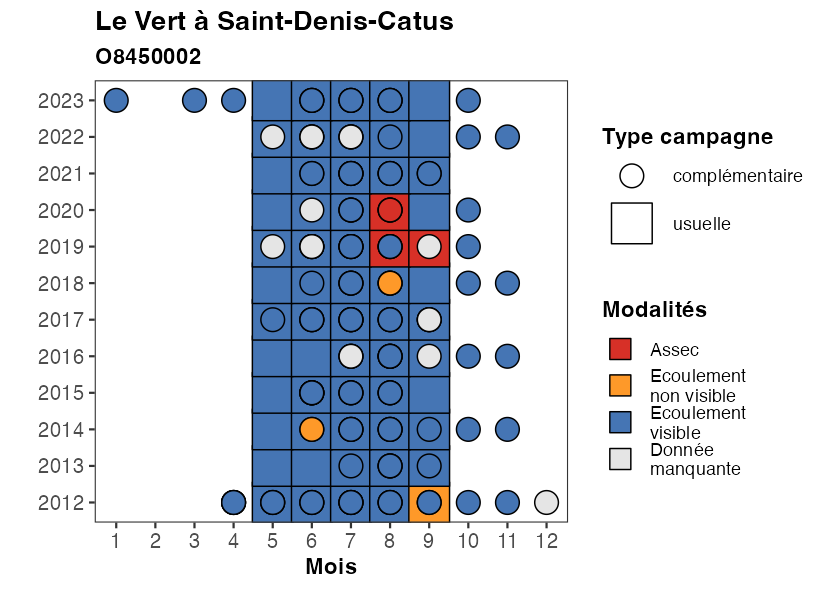 Le Vert à Saint-Denis-Catus
O8450002
2023
2022
2021
2020
2019
2018
2017
2016
2015
2014
2013
2012
1 2 3 4 5 6 7 8 9 10 11 12
Mois
Type campagne
complémentaire
usuelle
Modalités
Assec
Ecoulement
non visible
Ecoulement
visible
Donnée
manquante